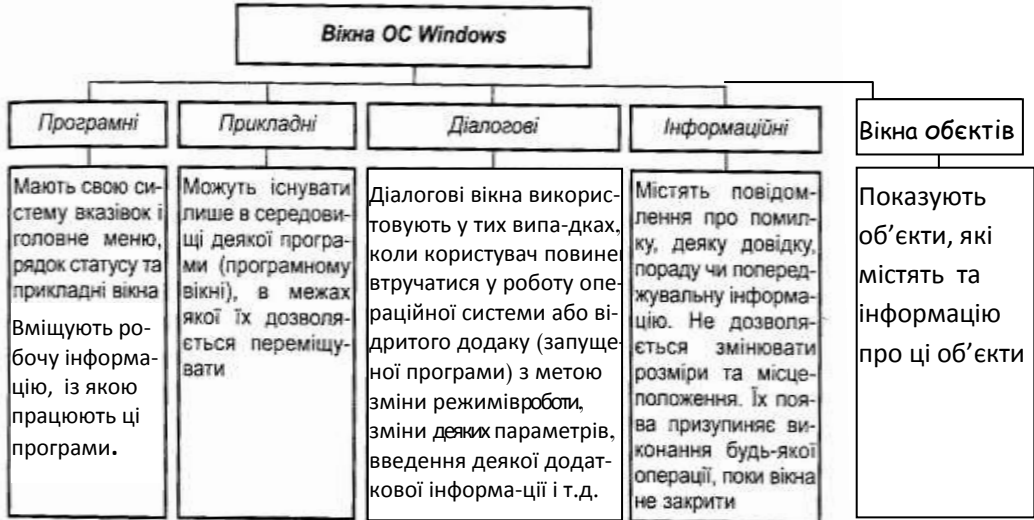 Вікна ОС Windows
Програмні
Мають свою си-
стему вказівок і
головне меню,
рядок статусу та
прикладні вікна
Вміщують ро-
бочу інформа-
цію, із якою
працюють ці
програми.
Прикладні
Можуть існувати
лише в середови-
щі деякої програ-
ми (програмному
вікні), в межах
якої їх дозволя-
ється переміщу-
вати
Діалогові
Діалогові вікна викорис-
товують у тих випа-дках,
коли користувач повине
втручатися у роботу опе-
раційної системи або ві-
дритого додаку (запуще-
ної програми) з метою
зміни режимівроботи,
зміни деяких параметрів,
введення деякої додат-
кової інформа-ції і т.д.
Інформаційні
Містять повідом-
лення про помил-
ку, деяку довідку,
пораду чи поперед-
жувальну інформа-
цію. Не дозволя-
ється змінювати
розміри та місце-
положення. Їх поя-
ва призупиняє ви-
конання будь-якої
операції, поки вікна
не закрити
Вікна обєктів
Показують
об’єкти, які
містять та
інформацію
про ці об’єкти